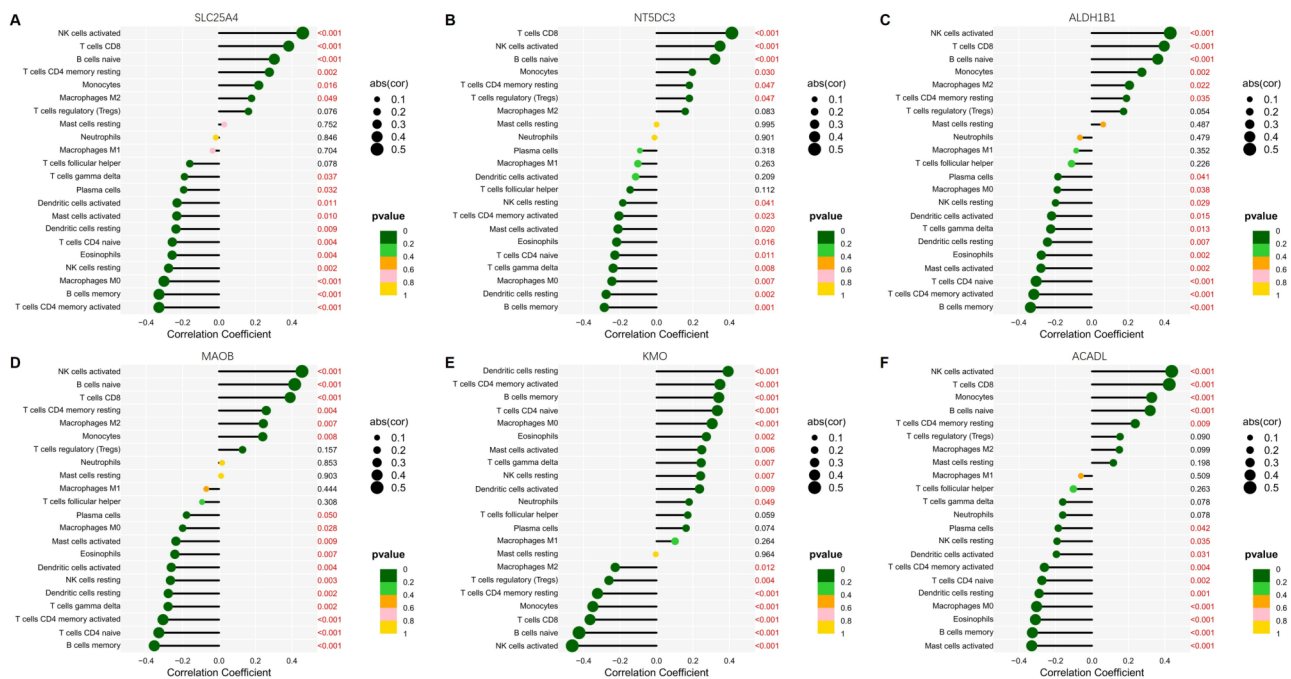 A
SLC25A4
NK cells activated <0.001
T cells CD8 <0.001
B cells naive <0.001
T cells CD4 memory resting 0.002
Monocytes 0.016
Macrophages M2 0.049
T cells regulatory (Tregs) 0.076
Mast cells resting 0.752
Neutrophils 0.846
Macrophages M1 0.704
T cells follicular helper 0.078
T cells gamma delta 0.037
Plasma cells 0.032
Dendritic cells activated 0.011
Mast cells activated 0.010
Dendritic cells resting 0.009
T cells CD4 naive 0.004
Eosinophils 0.004
NK cells resting 0.002
Macrophages M0 <0.001
B cells memory <0.001
T cells CD4 memory activated <0.001
−0.4 −0.2 0.0 0.2 0.4
Correlation Coefficient
abs(cor)
0.1
0.2
0.3
0.4
0.5
pvalue
0
0.2
0.4
0.6
0.8
1
B
NT5DC3
T cells CD8 <0.001
NK cells activated <0.001
B cells naive <0.001
Monocytes 0.030
T cells CD4 memory resting 0.047
T cells regulatory (Tregs) 0.047
Macrophages M2 0.083
Mast cells resting 0.995
Neutrophils 0.901
Plasma cells 0.318
Macrophages M1 0.263
Dendritic cells activated 0.209
T cells follicular helper 0.112
NK cells resting 0.041
T cells CD4 memory activated 0.023
Mast cells activated 0.020
Eosinophils 0.016
T cells CD4 naive 0.011
T cells gamma delta 0.008
Macrophages M0 0.007
Dendritic cells resting 0.002
B cells memory 0.001
−0.4 −0.2 0.0 0.2 0.4
Correlation Coefficient
abs(cor)
0.1
0.2
0.3
0.4
0.5
pvalue
0
0.2
0.4
0.6
0.8
1
C
ALDH1B1
NK cells activated <0.001
T cells CD8 <0.001
B cells naive <0.001
Monocytes 0.002
Macrophages M2 0.022
T cells CD4 memory resting 0.035
T cells regulatory (Tregs) 0.054
Mast cells resting 0.487
Neutrophils 0.479
Macrophages M1 0.352
T cells follicular helper 0.226
Plasma cells 0.041
Macrophages M0 0.038
NK cells resting 0.029
Dendritic cells activated 0.015
T cells gamma delta 0.013
Dendritic cells resting 0.007
Eosinophils 0.002
Mast cells activated 0.002
T cells CD4 naive <0.001
T cells CD4 memory activated <0.001
B cells memory <0.001
−0.4 −0.2 0.0 0.2 0.4
Correlation Coefficient
abs(cor)
0.1
0.2
0.3
0.4
0.5
pvalue
0
0.2
0.4
0.6
0.8
1
D
MAOB
NK cells activated <0.001
B cells naive <0.001
T cells CD8 <0.001
T cells CD4 memory resting 0.004
Macrophages M2 0.007
Monocytes 0.008
T cells regulatory (Tregs) 0.157
Neutrophils 0.853
Mast cells resting 0.903
Macrophages M1 0.444
T cells follicular helper 0.308
Plasma cells 0.050
Macrophages M0 0.028
Mast cells activated 0.009
Eosinophils 0.007
Dendritic cells activated 0.004
NK cells resting 0.003
Dendritic cells resting 0.002
T cells gamma delta 0.002
T cells CD4 memory activated <0.001
T cells CD4 naive <0.001
B cells memory <0.001
−0.4 −0.2 0.0 0.2 0.4
Correlation Coefficient
abs(cor)
0.1
0.2
0.3
0.4
0.5
pvalue
0
0.2
0.4
0.6
0.8
1
E
KMO
Dendritic cells resting <0.001
T cells CD4 memory activated <0.001
B cells memory <0.001
T cells CD4 naive <0.001
Macrophages M0 <0.001
Eosinophils 0.002
Mast cells activated 0.006
T cells gamma delta 0.007
NK cells resting 0.007
Dendritic cells activated 0.009
Neutrophils 0.049
T cells follicular helper 0.059
Plasma cells 0.074
Macrophages M1 0.264
Mast cells resting 0.964
Macrophages M2 0.012
T cells regulatory (Tregs) 0.004
T cells CD4 memory resting <0.001
Monocytes <0.001
T cells CD8 <0.001
B cells naive <0.001
NK cells activated <0.001
−0.4 −0.2 0.0 0.2 0.4
Correlation Coefficient
abs(cor)
0.1
0.2
0.3
0.4
0.5
pvalue
0
0.2
0.4
0.6
0.8
1
F
ACADL
NK cells activated <0.001
T cells CD8 <0.001
Monocytes <0.001
B cells naive <0.001
T cells CD4 memory resting 0.009
T cells regulatory (Tregs) 0.090
Macrophages M2 0.099
Mast cells resting 0.198
Macrophages M1 0.509
T cells follicular helper 0.263
T cells gamma delta 0.078
Neutrophils 0.078
Plasma cells 0.042
NK cells resting 0.035
Dendritic cells activated 0.031
T cells CD4 memory activated 0.004
T cells CD4 naive 0.002
Dendritic cells resting 0.001
Macrophages M0 <0.001
Eosinophils <0.001
B cells memory <0.001
Mast cells activated <0.001
−0.4 −0.2 0.0 0.2 0.4
Correlation Coefficient
abs(cor)
0.1
0.2
0.3
0.4
0.5
pvalue
0
0.2
0.4
0.6
0.8
1